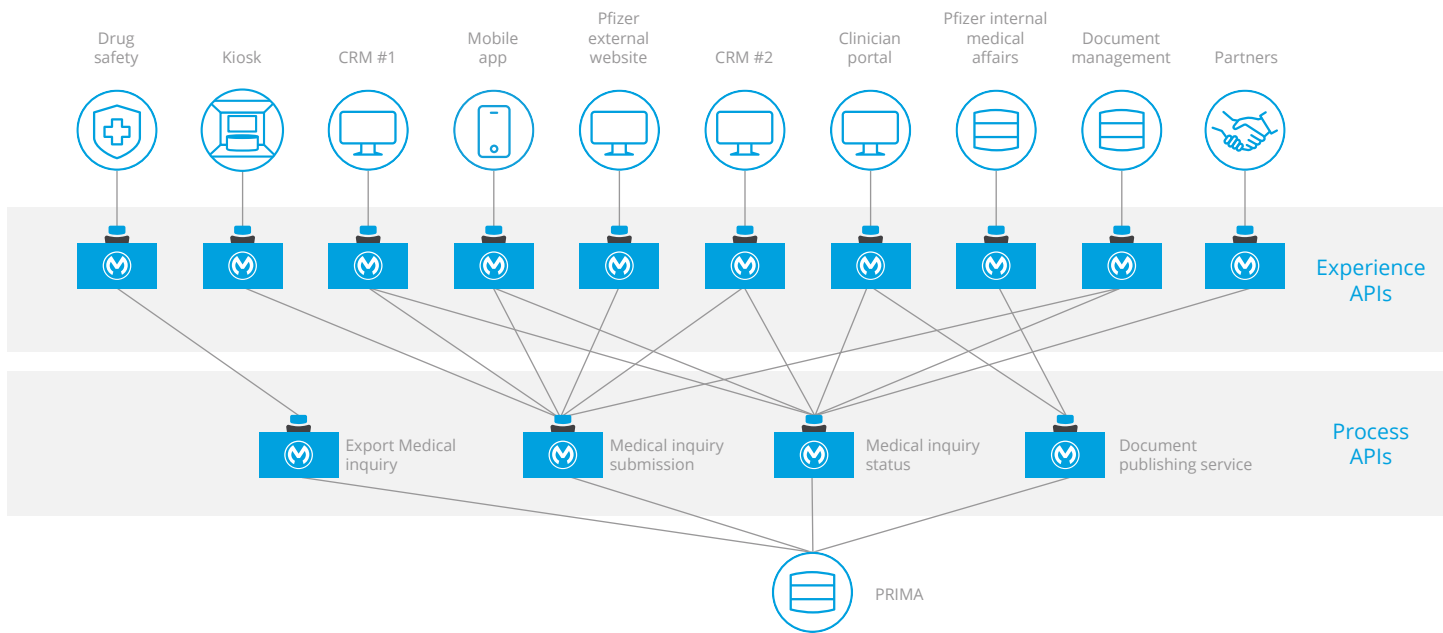 Drug
safety
Kiosk
CRM #1
Mobile
app
Pfizer
external
website
CRM #2
Clinician
portal
Pfizer internal
medical
affairs
Document
management
Partners
Experience
APIs
Export Medical
inquiry
Medical inquiry
submission
Medical inquiry
status
Document
publishing service
Process
APIs
PRIMA